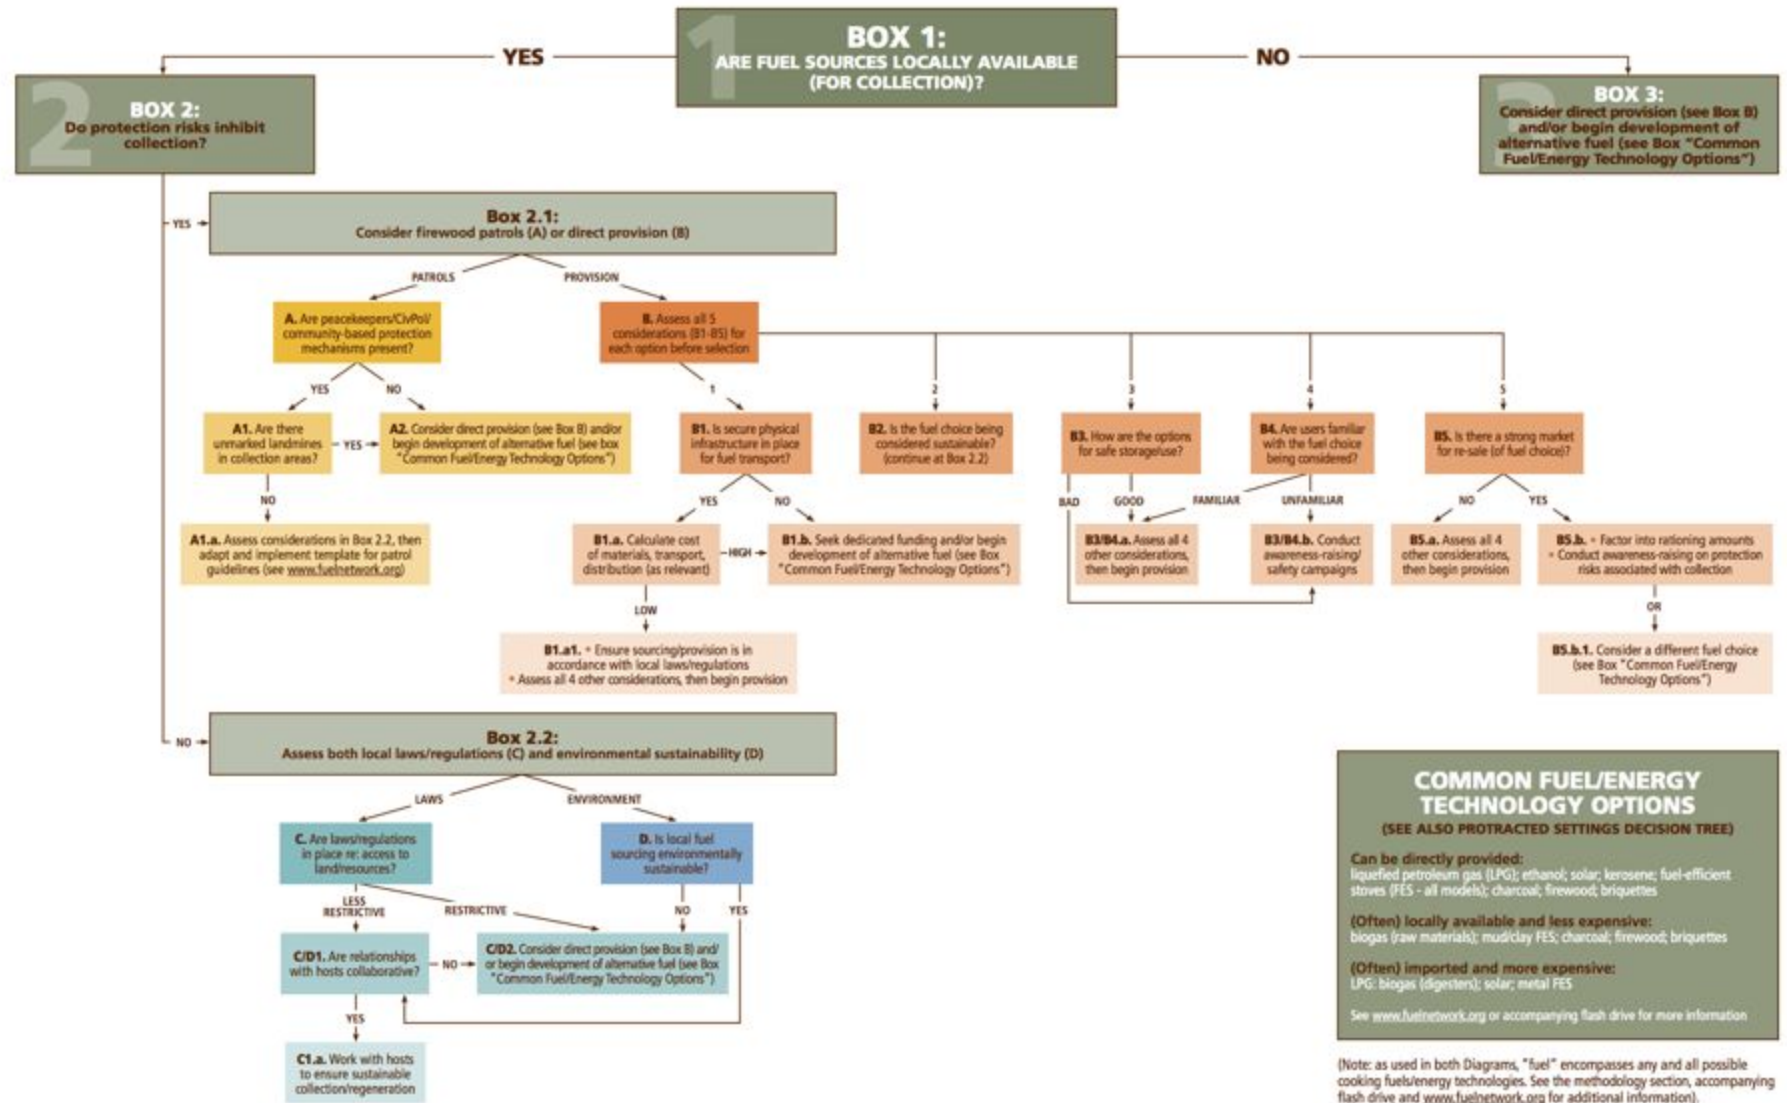 1
BOX 1:
ARE FUEL SOURCES LOCALLY AVAILABLE
(FOR COLLECTION)?
YES
NO
2
BOX 2:
Do protection risks inhibit
collection?
3
BOX 3:
Consider direct provision (see Box B)
and/or begin development of
alternative fuel (see Box "Common
Fuel/Energy Technology Options")
YES
Box 2.1:
Consider firewood patrols (A) or direct provision (B)
PATROLS
PROVISION
A. Are peacekeepers/CivPol/
community-based protection
mechanisms present?
B. Assess all 5
considerations (B1-B5) for
each option before selection
YES
NO
1
2
3
4
5
A1. Are there
unmarked landmines
in collection areas?
YES
A2. Consider direct provision (see Box B) and/or
begin development of alternative fuel (see box
"Common Fuel/Energy Technology Options")
B1. Is secure physical
infrastructure in place
for fuel transport?
B2. Is the fuel choice being
considered sustainable?
(continue at Box 2.2)
B3. How are the options
for safe storage/use?
B4. Are users familiar
with the fuel choice
being considered?
B5. Is there a strong market
for re-sale (of fuel choice)?
NO
YES
NO
BAD
GOOD
FAMILIAR
UNFAMILIAR
NO
YES
A1.a. Assess considerations in Box 2.2, then
adapt and implement template for patrol
guidelines (see www.fuelnetwork.org)
B1.a. Calculate cost
of materials, transport,
distribution (as relevant)
HIGH
B1.b. Seek dedicated funding and/or begin
development of alternative fuel (see Box
"Common Fuel/Energy Technology Options")
B3/B4.a. Assess all 4
other considerations,
then begin provision
B3/B4.b. Conduct
awareness-raising/
safety campaigns
B5.a. Assess all 4
other considerations,
then begin provision
B5.b. • Factor into rationing amounts
• Conduct awareness-raising on protection
risks associated with collection
LOW
OR
B1.a1. • Ensure sourcing/provision is in
accordance with local laws/regulations
• Assess all 4 other considerations, then begin provision
B5.b.1. Consider a different fuel choice
(see Box "Common Fuel/Energy
Technology Options")
NO
Box 2.2:
Assess both local laws/regulations (C) and environmental sustainability (D)
LAWS
ENVIRONMENT
C. Are laws/regulations
in place re: access to
land/resources?
D. Is local fuel
sourcing environmentally
sustainable?
LESS
RESTRICTIVE
RESTRICTIVE
NO
YES
C/D1. Are relationships
with hosts collaborative?
NO
C/D2. Consider direct provision (see Box B) and/
or begin development of alternative fuel (see Box
"Common Fuel/Energy Technology Options")
YES
C1.a. Work with hosts
to ensure sustainable
collection/regeneration
COMMON FUEL/ENERGY
TECHNOLOGY OPTIONS
(SEE ALSO PROTRACTED SETTINGS DECISION TREE)
Can be directly provided:
liquefied petroleum gas (LPG); ethanol; solar; kerosene; fuel-efficient
stoves (FES - all models); charcoal; firewood; briquettes
(Often) locally available and less expensive:
biogas (raw materials); mud/clay FES; charcoal; firewood; briquettes
(Often) imported and more expensive:
LPG: biogas (digesters); solar; metal FES
See www.fuelnetwork.org or accompanying flash drive for more information
(Note: as used in both Diagrams, "fuel" encompasses any and all possible
cooking fuels/energy technologies. See the methodology section, accompanying
flash drive and www.fuelnetwork.org for additional information).